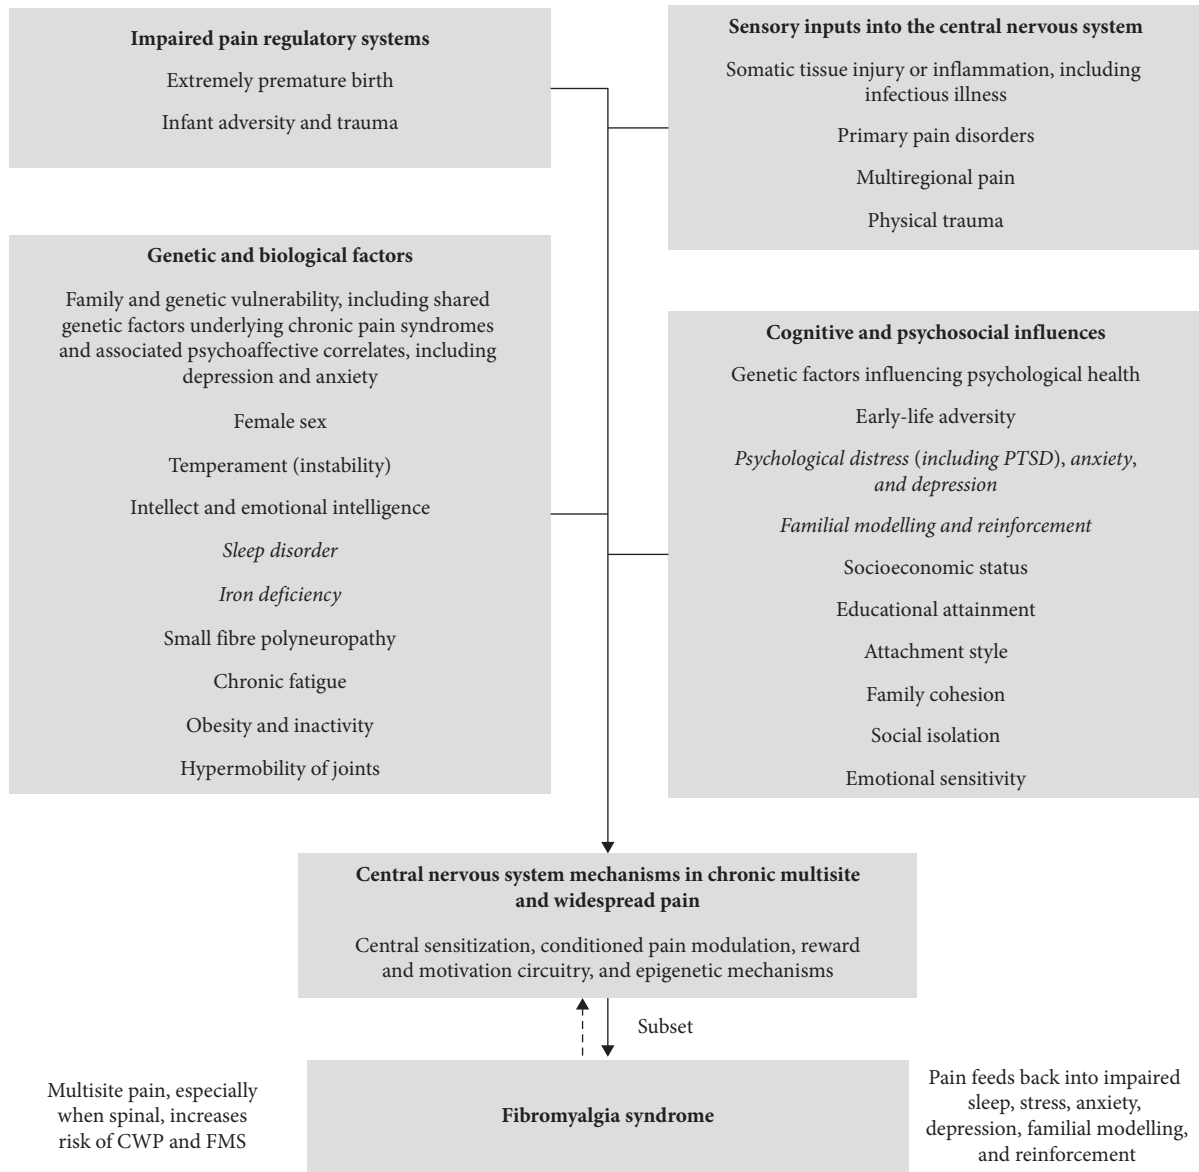 Impaired pain regulatory systems
Extremely premature birth
Infant adversity and trauma
Sensory inputs into the central nervous system
Somatic tissue injury or inflammation, including
infectious illness
Primary pain disorders
Multiregional pain
Physical trauma
Genetic and biological factors
Family and genetic vulnerability, including shared
genetic factors underlying chronic pain syndromes
and associated psychoaffective correlates, including
depression and anxiety
Female sex
Temperament (instability)
Intellect and emotional intelligence
Sleep disorder
Iron deficiency
Small fibre polyneuropathy
Chronic fatigue
Obesity and inactivity
Hypermobility of joints
Cognitive and psychosocial influences
Genetic factors influencing psychological health
Early-life adversity
Psychological distress (including PTSD), anxiety,
and depression
Familial modelling and reinforcement
Socioeconomic status
Educational attainment
Attachment style
Family cohesion
Social isolation
Emotional sensitivity
Central nervous system mechanisms in chronic multisite
and widespread pain
Central sensitization, conditioned pain modulation, reward
and motivation circuitry, and epigenetic mechanisms
Subset
Multisite pain, especially
when spinal, increases
risk of CWP and FMS
Fibromyalgia syndrome
Pain feeds back into impaired
sleep, stress, anxiety,
depression, familial modelling,
and reinforcement